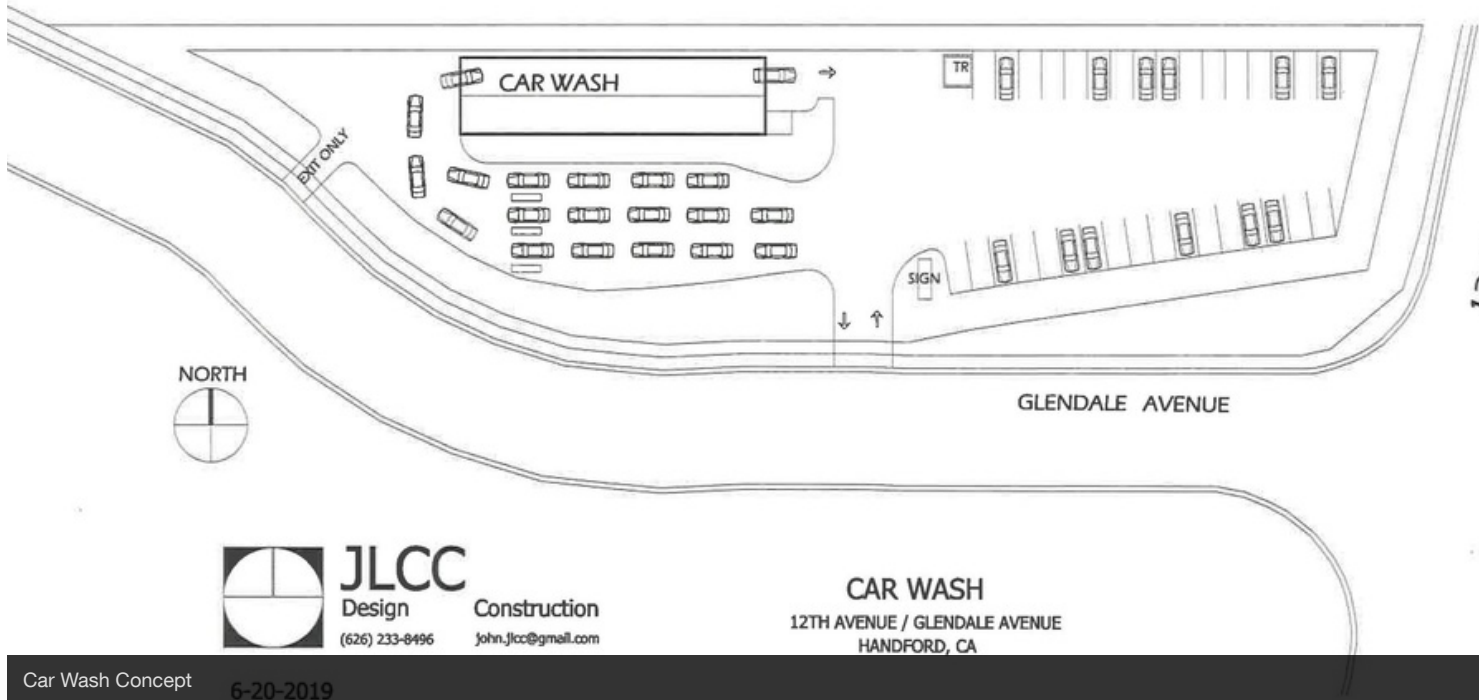 CAR WASH
TR
EXIT ONLY
SIGN
NORTH
GLENDALE AVENUE
JLCC
Design Construction
(626) 233-8496 john.jlcc@gmail.com
CAR WASH
12TH AVENUE / GLENDALE AVENUE
HANDFORD, CA
Car Wash Concept
6-20-2019